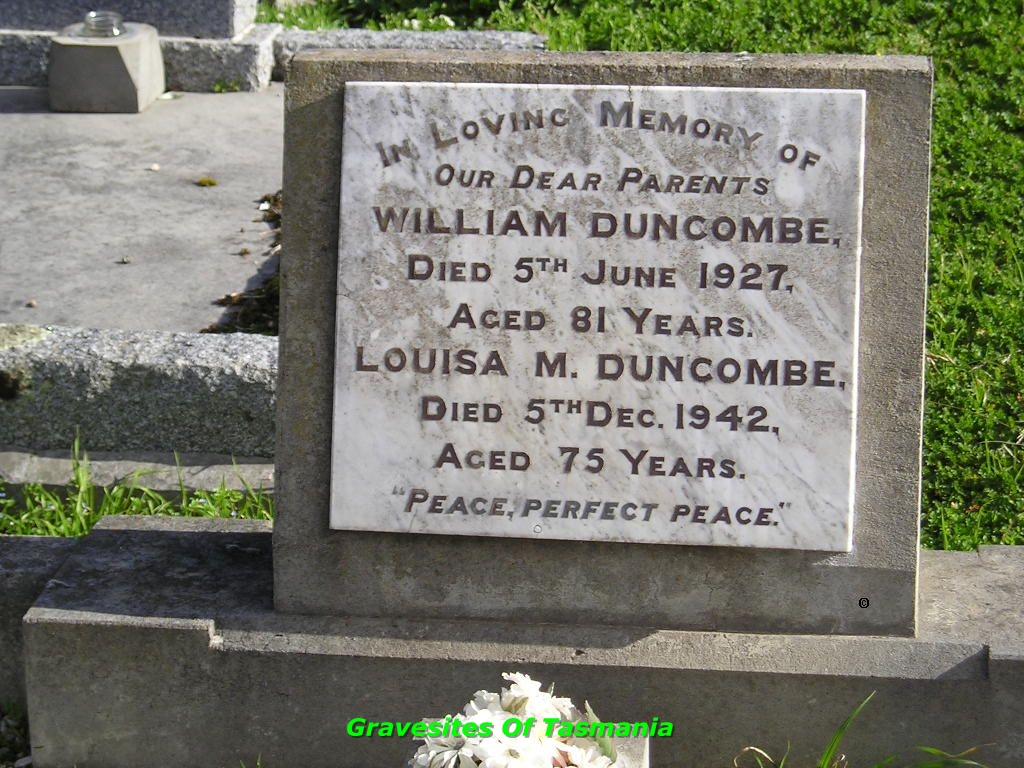 In Loving Memory of
Our Dear Parents
WILLIAM DUNCOMBE,
Died 5th June 1927,
Aged 81 Years.
LOUISA M. DUNCOMBE,
Died 5th Dec. 1942,
Aged 75 Years.
"Peace, perfect peace."
©
Gravesites Of Tasmania